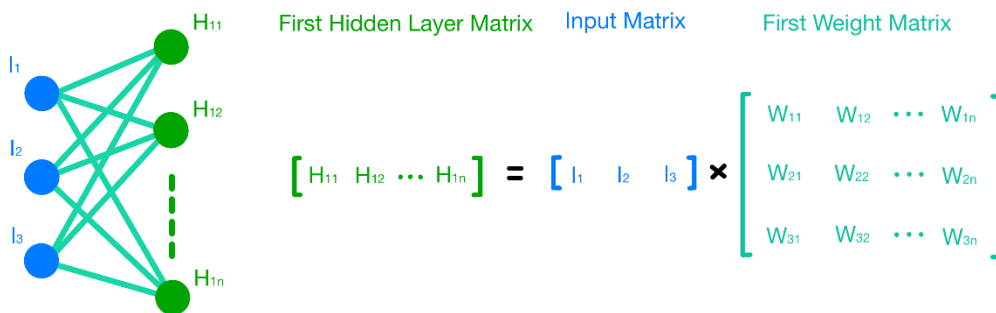 H₁₁
I₁
H₁₂
I₂
I₃
H₁ₙ
First Hidden Layer Matrix Input Matrix First Weight Matrix
[ H₁₁ H₁₂ ••• H₁ₙ ] = [ I₁ I₂ I₃ ] ×
W₁₁ W₁₂ ••• W₁ₙ
W₂₁ W₂₂ ••• W₂ₙ
W₃₁ W₃₂ ••• W₃ₙ